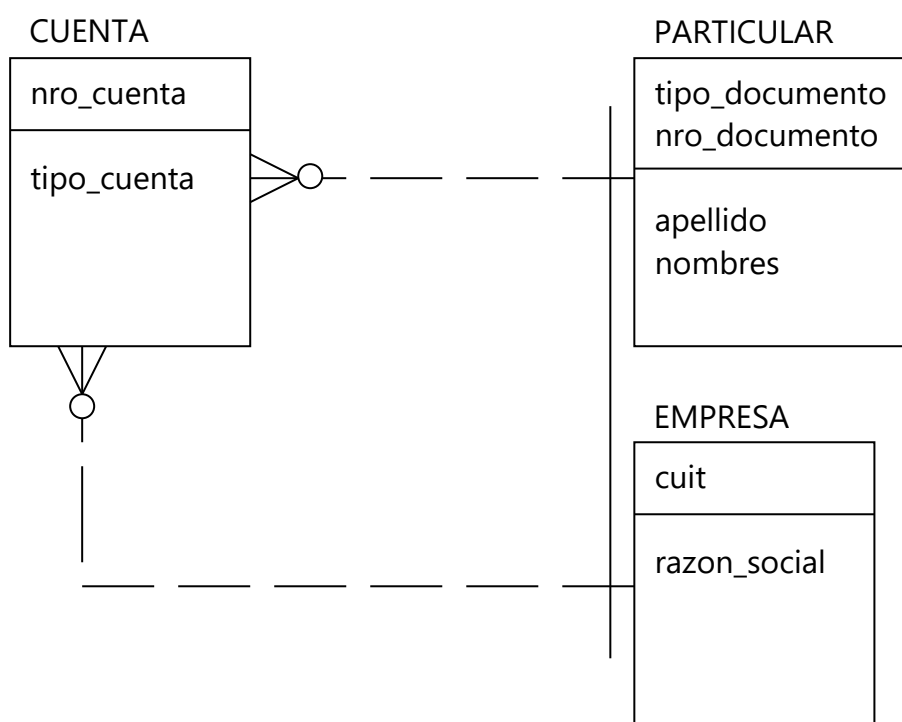 CUENTA
nro_cuenta
tipo_cuenta
PARTICULAR
tipo_documento
nro_documento
apellido
nombres
EMPRESA
cuit
razon_social